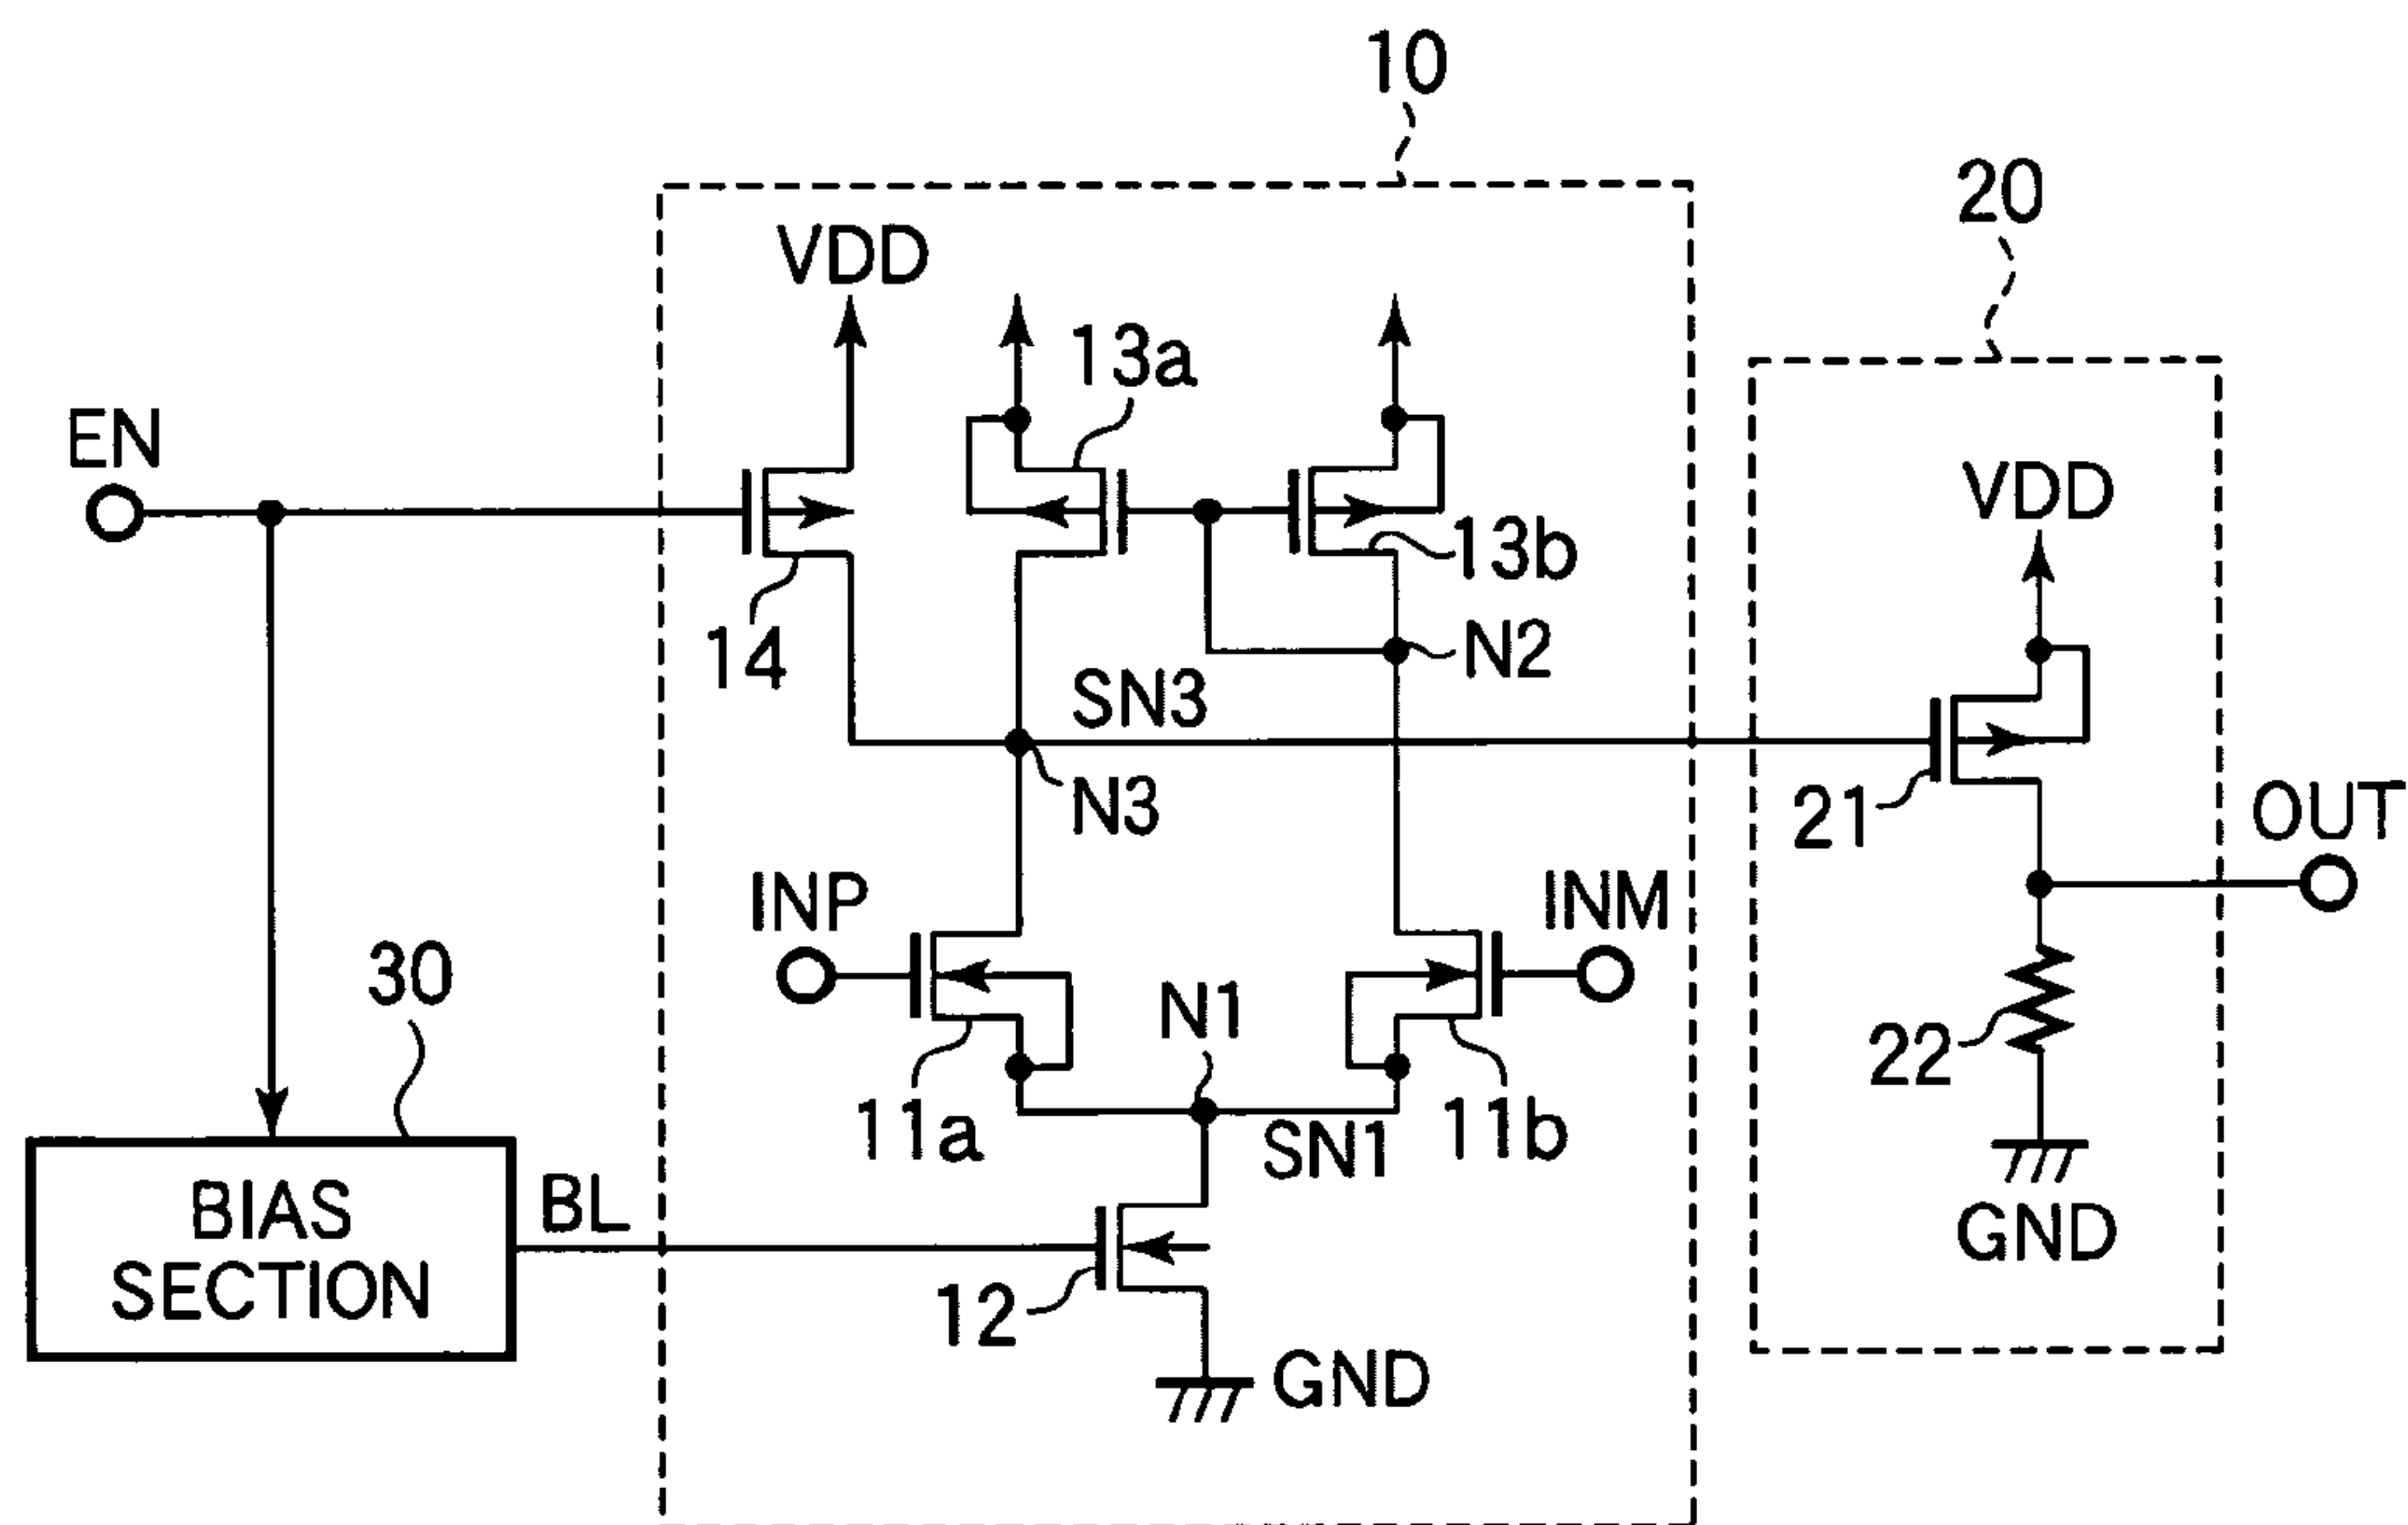 10
20
VDD
13a
EN
VDD
13b
14
N2
SN3
N3
21
OUT
INP
INM
30
N1
22
11a
SN1
11b
BIAS
SECTION
BL
12
GND
GND